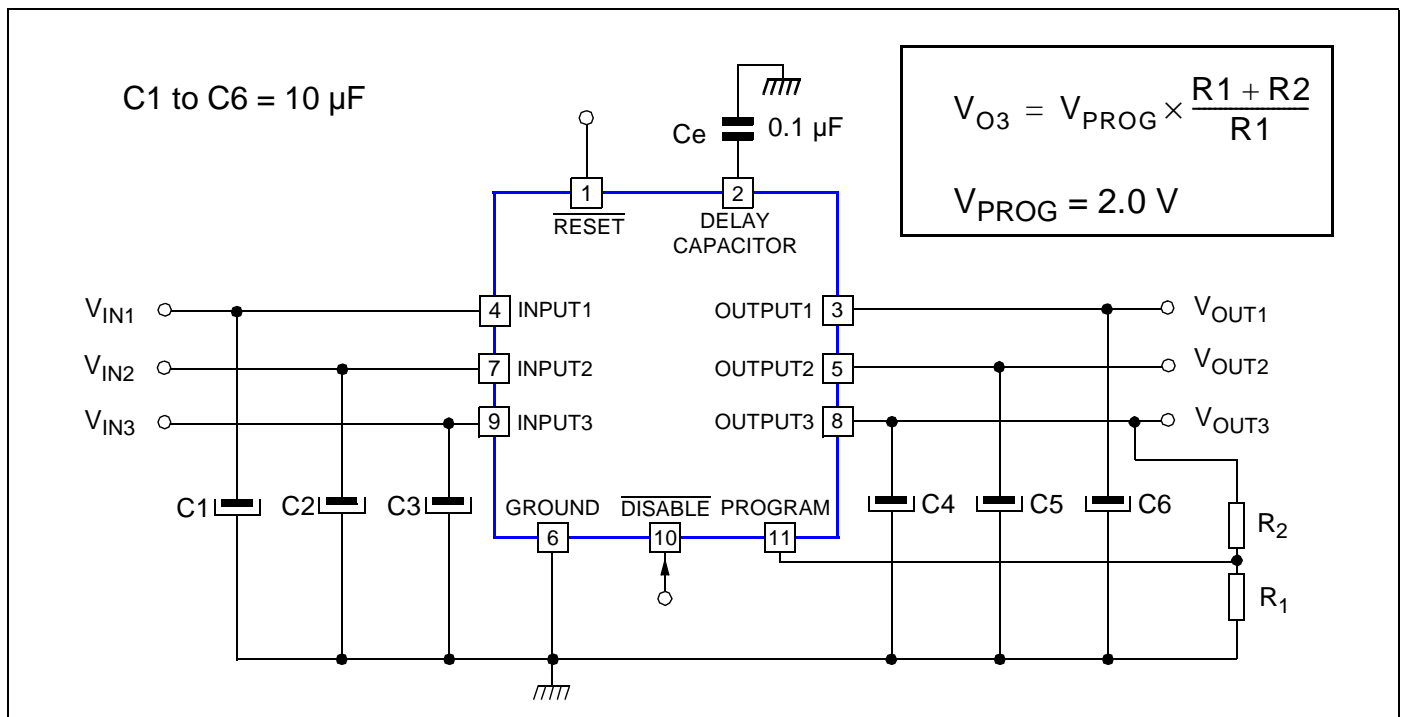 C1 to C6 = 10 µF
Ce
0.1 µF
V_O3 = V_PROG × (R1 + R2) / R1
V_PROG = 2.0 V
1
RESET
2
DELAY
CAPACITOR
V_IN1
4
INPUT1
OUTPUT1
3
V_OUT1
V_IN2
7
INPUT2
OUTPUT2
5
V_OUT2
V_IN3
9
INPUT3
OUTPUT3
8
V_OUT3
C1
C2
C3
GROUND
DISABLE
PROGRAM
6
10
11
C4
C5
C6
R_2
R_1